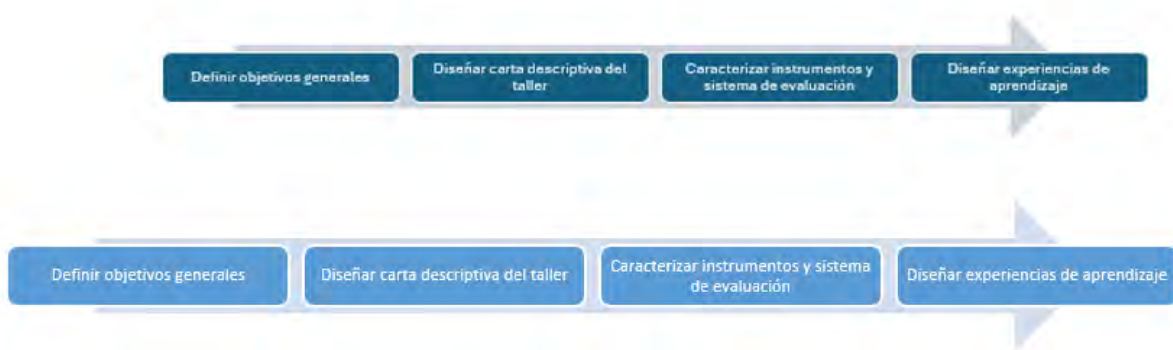 Definir objetivos generales
Diseñar carta descriptiva del
taller
Caracterizar instrumentos y
sistema de evaluación
Diseñar experiencias de
aprendizaje
Definir objetivos generales
Diseñar carta descriptiva del taller
Caracterizar instrumentos y sistema
de evaluación
Diseñar experiencias de aprendizaje